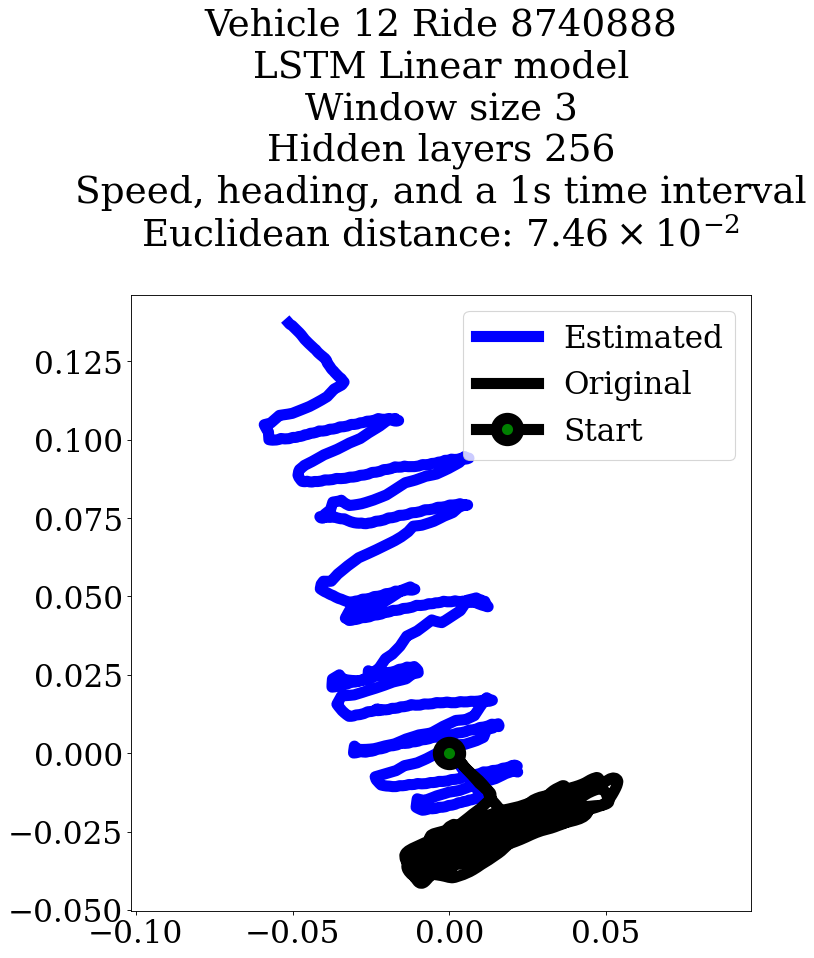 Vehicle 12 Ride 8740888
LSTM Linear model
Window size 3
Hidden layers 256
Speed, heading, and a 1s time interval
Euclidean distance: 7.46 × 10⁻²
Estimated
Original
Start
0.125
0.100
0.075
0.050
0.025
0.000
−0.025
−0.050
−0.10 −0.05 0.00 0.05